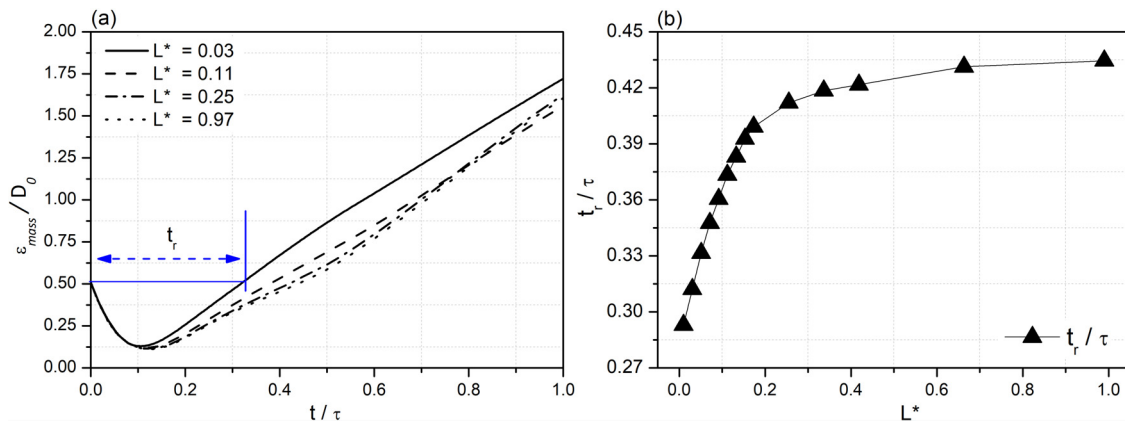 (a)
2.00
1.75
1.50
1.25
1.00
0.75
0.50
0.25
0.00
ε_mass / D_0
L* = 0.03
L* = 0.11
L* = 0.25
L* = 0.97
t_r
0.0 0.2 0.4 0.6 0.8 1.0
t / τ
(b)
0.45
0.42
0.39
0.36
0.33
0.30
0.27
t_r / τ
t_r / τ
0.0 0.2 0.4 0.6 0.8 1.0
L*